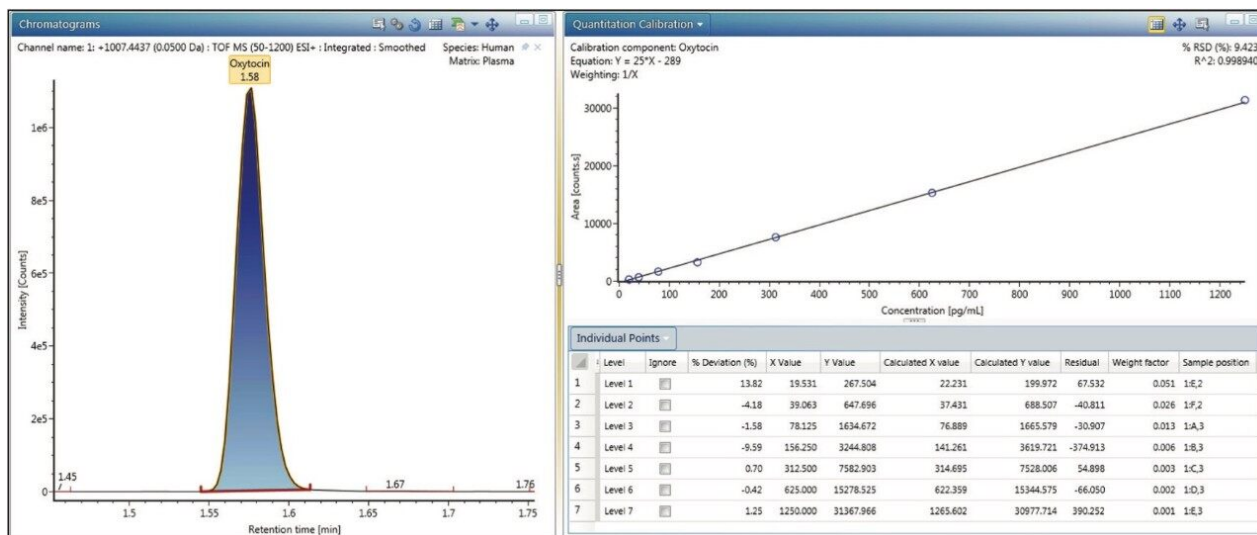 Chromatograms
Channel name: 1: +1007.4437 (0.0500 Da) : TOF MS (50-1200) ESI+ : Integrated : Smoothed
Species: Human
Matrix: Plasma
Oxytocin
1.58
1e6
8e5
6e5
4e5
2e5
0
Intensity [Counts]
1.45
1.67
1.76
1.5 1.55 1.6 1.65 1.7 1.75
Retention time [min]
Quantitation Calibration
Calibration component: Oxytocin
Equation: Y = 25*X - 289
Weighting: 1/X
% RSD (%): 9.423
R^2: 0.998940
30000
20000
10000
0
Area [counts.s]
0 100 200 300 400 500 600 700 800 900 1000 1100 1200
Concentration [pg/mL]
Individual Points
Level Ignore % Deviation (%) X Value Y Value Calculated X value Calculated Y value Residual Weight factor Sample position
1 Level 1 13.82 19.531 267.504 22.231 199.972 67.532 0.051 1:E,2
2 Level 2 -4.18 39.063 647.696 37.431 688.507 -40.811 0.026 1:F,2
3 Level 3 -1.58 78.125 1634.672 76.889 1665.579 -30.907 0.013 1:A,3
4 Level 4 -9.59 156.250 3244.808 141.261 3619.721 -374.913 0.006 1:B,3
5 Level 5 0.70 312.500 7582.903 314.695 7528.006 54.898 0.003 1:C,3
6 Level 6 -0.42 625.000 15278.525 622.359 15344.575 -66.050 0.002 1:D,3
7 Level 7 1.25 1250.000 31367.966 1265.602 30977.714 390.252 0.001 1:E,3